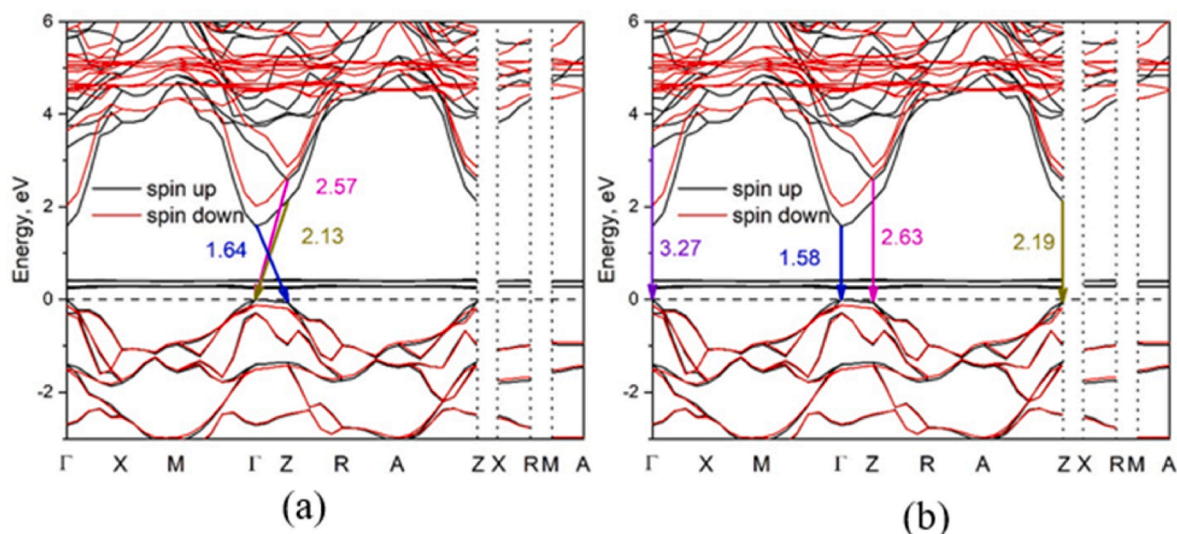 6
4
2
0
-2
Energy, eV
spin up
spin down
2.57
2.13
1.64
Γ X M Γ Z R A Z X R M A
(a)
6
4
2
0
-2
Energy, eV
spin up
spin down
3.27
1.58
2.63
2.19
Γ X M Γ Z R A Z X R M A
(b)